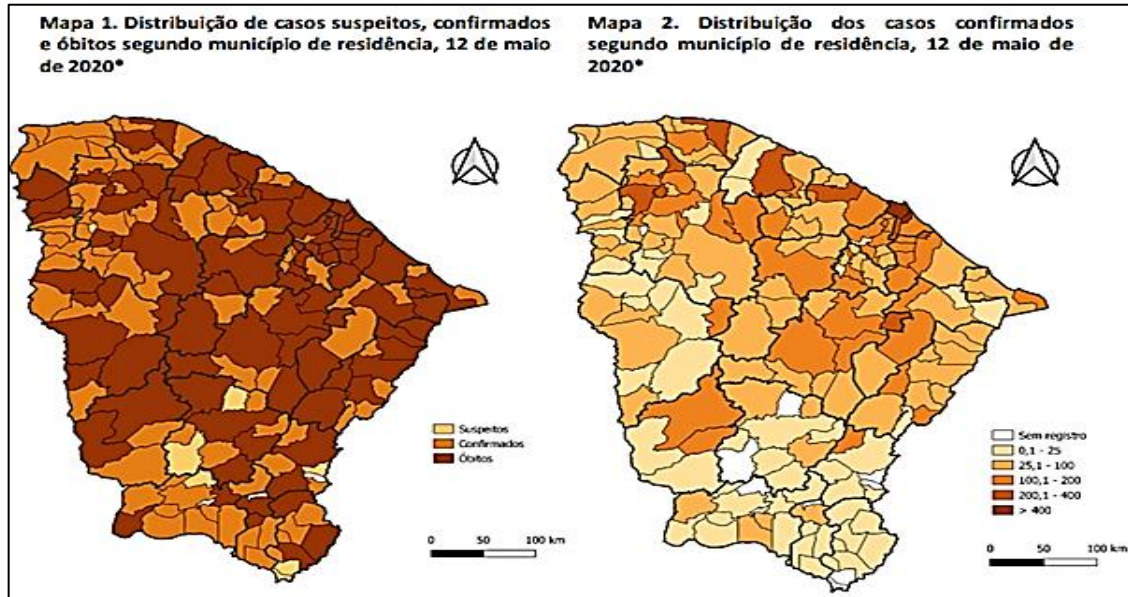 Mapa 1. Distribuição de casos suspeitos, confirmados
e óbitos segundo município de residência, 12 de maio
de 2020*
Mapa 2. Distribuição dos casos confirmados
segundo município de residência, 12 de maio de
2020*
Suspeitos
Confirmados
Óbitos
0 50 100 km
Sem registro
0,1 - 25
25,1 - 100
100,1 - 200
200,1 - 400
> 400
0 50 100 km